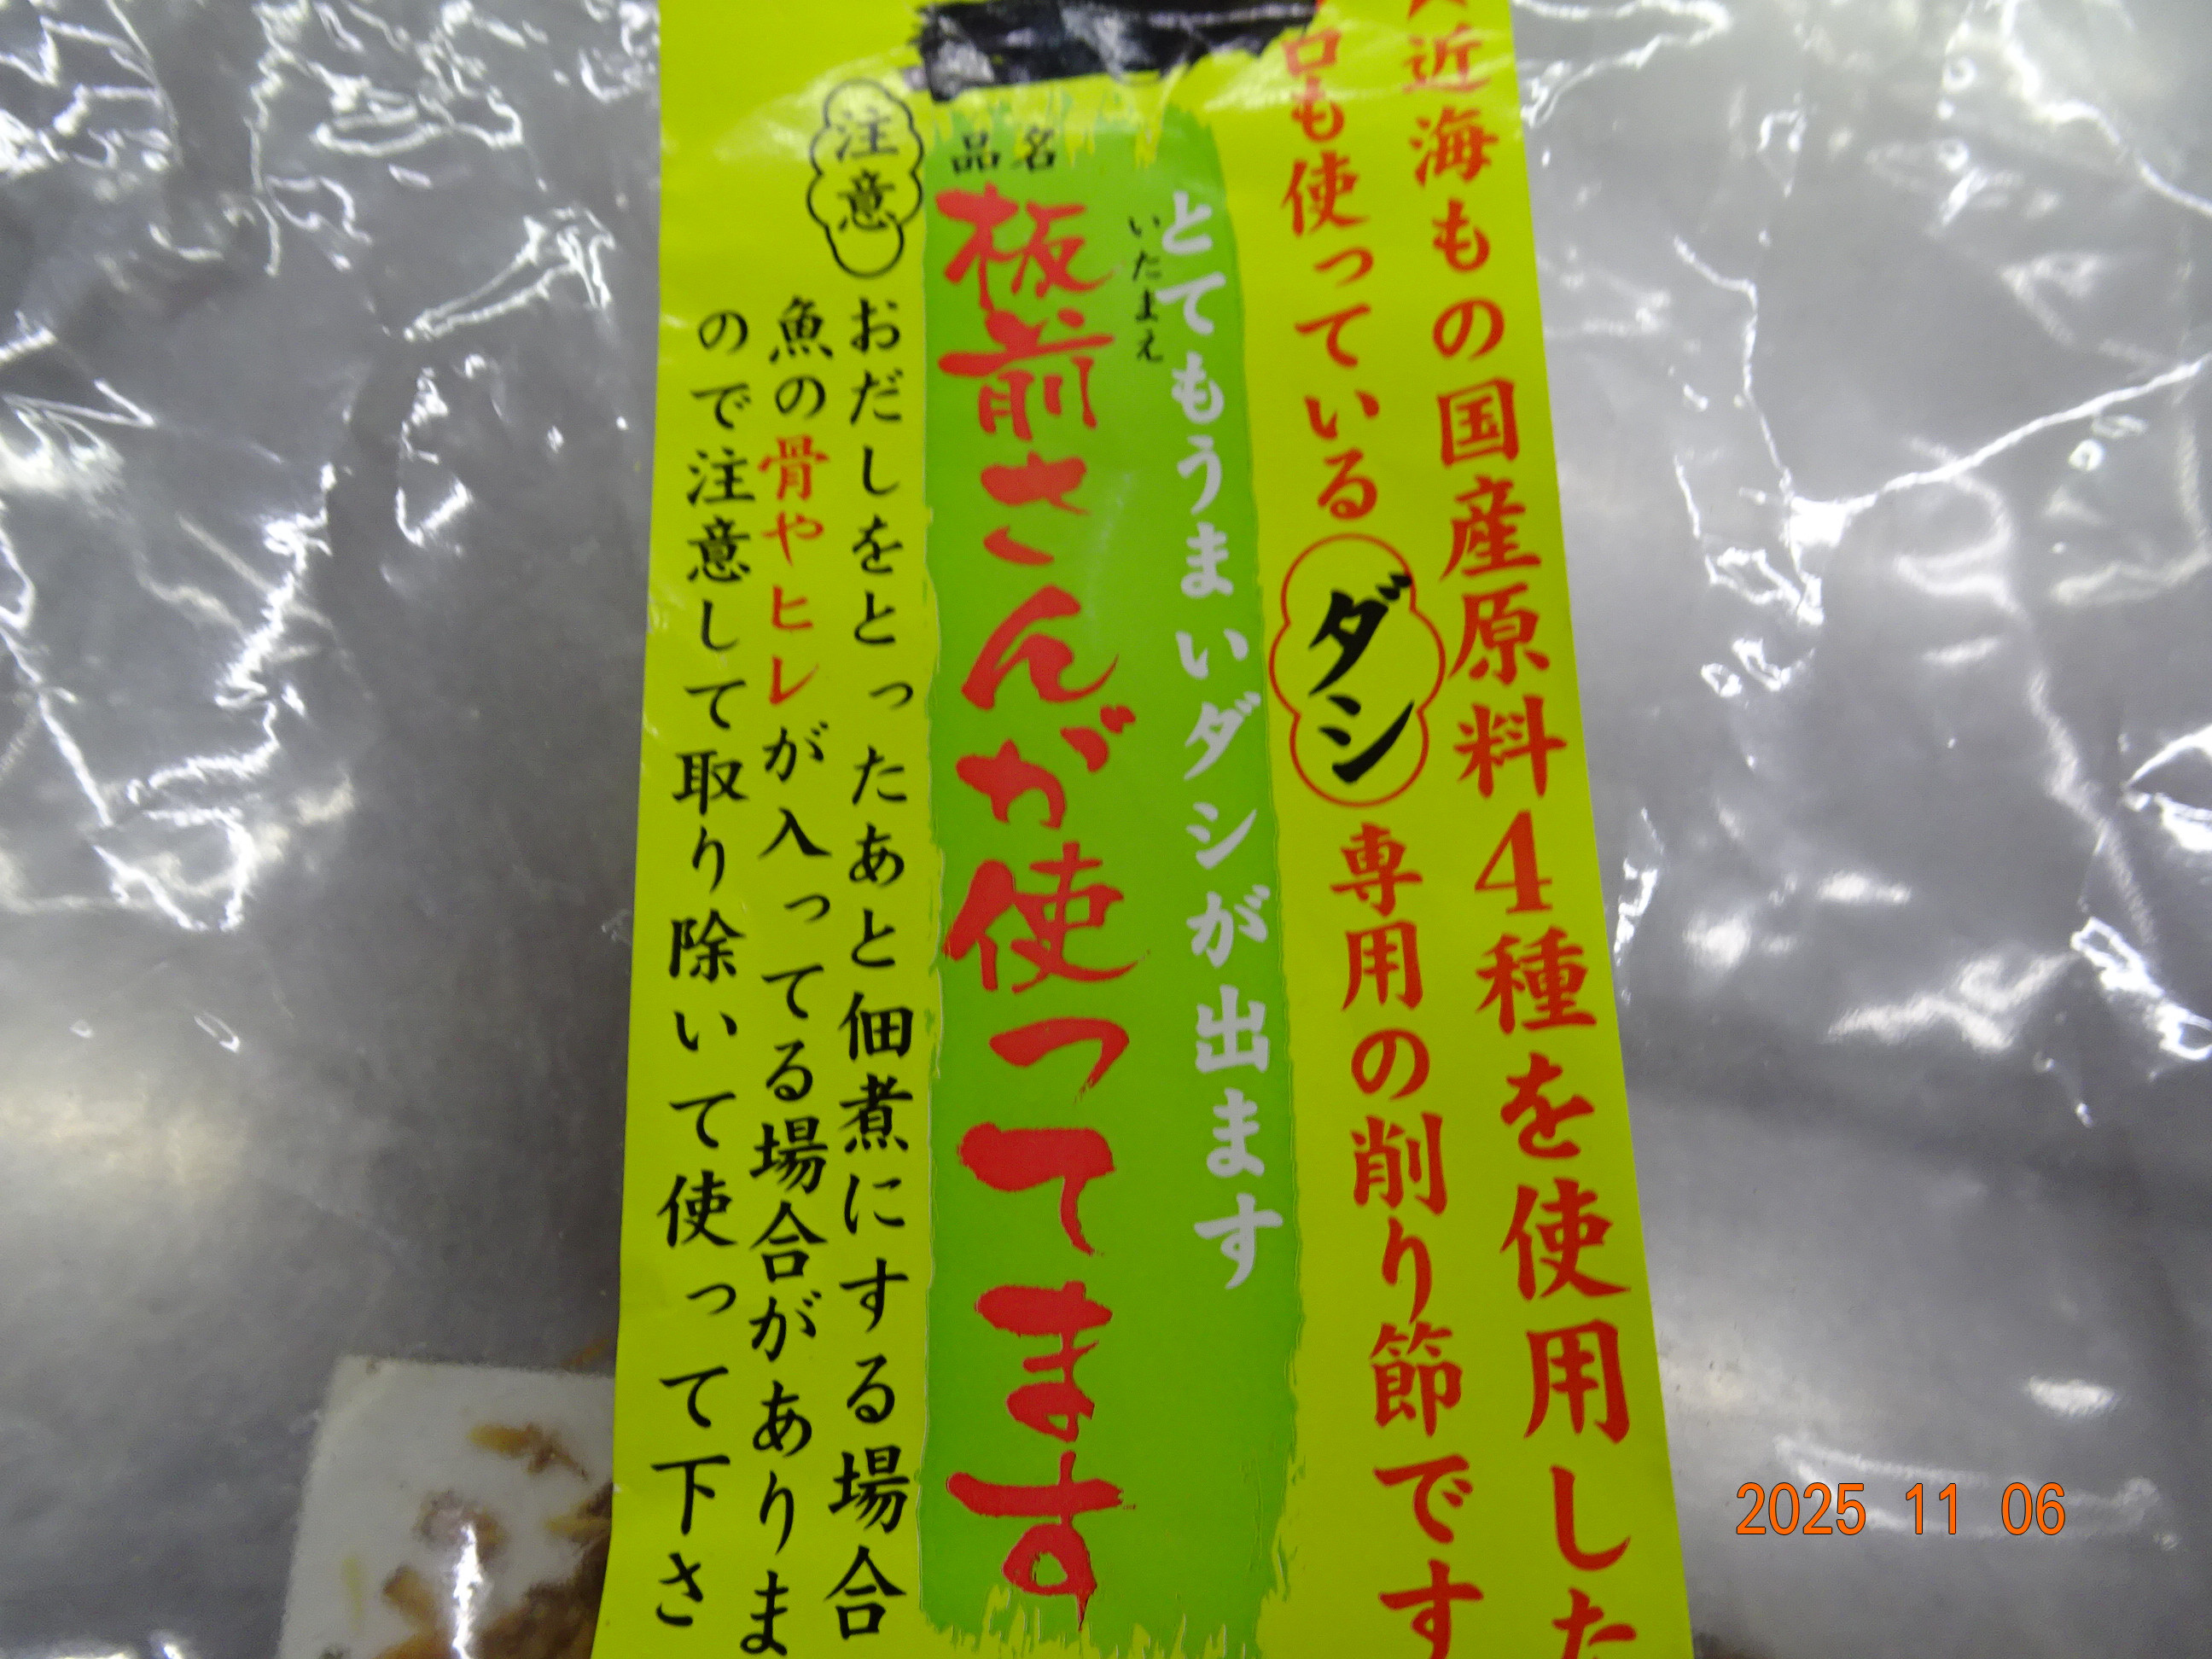 近海もの国産原料4種を使用した
口も使っているダシ専用の削り節です
とてもうまいダシが出ます
品名
いたまえ
板前さんが使ってます
注意
おだしをとったあと佃煮にする場合
魚の骨やヒレが入ってる場合がありま
ので注意して取り除いて使って下さ
2025 11 06